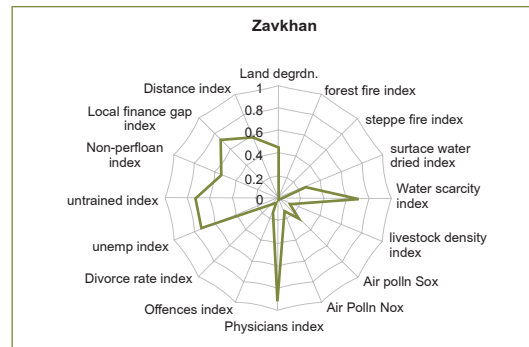 Zavkhan
Land degrdn.
forest fire index
steppe fire index
surtace water
dried index
Water scarcity
index
livestock density
index
Air polln Sox
Air Polln Nox
Physicians index
Offences index
Divorce rate index
unemp index
untrained index
Non-perfloan
index
Local finance gap
index
Distance index
1
0.8
0.6
0.4
0.2
0